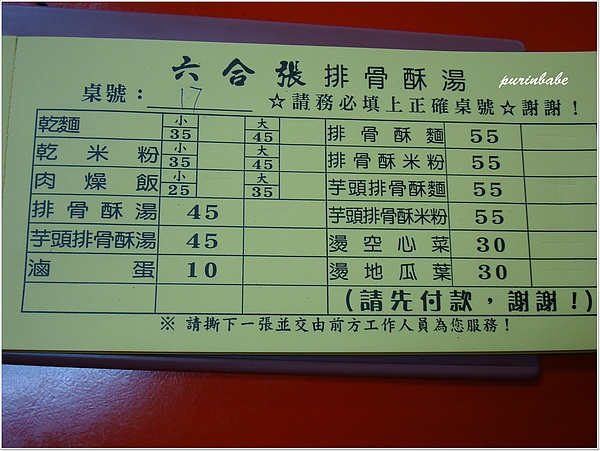 六合張排骨酥湯
purinbabe
桌號：17 ☆請務必填上正確桌號☆謝謝！
乾麵 小 35 大 45 排骨酥麵 55
乾米粉 小 35 大 45 排骨酥米粉 55
肉燥飯 小 25 大 35 芋頭排骨酥麵 55
排骨酥湯 45 芋頭排骨酥米粉 55
芋頭排骨酥湯 45 燙空心菜 30
滷蛋 10 燙地瓜葉 30
(請先付款，謝謝！)
※ 請撕下一張並交由前方工作人員為您服務！